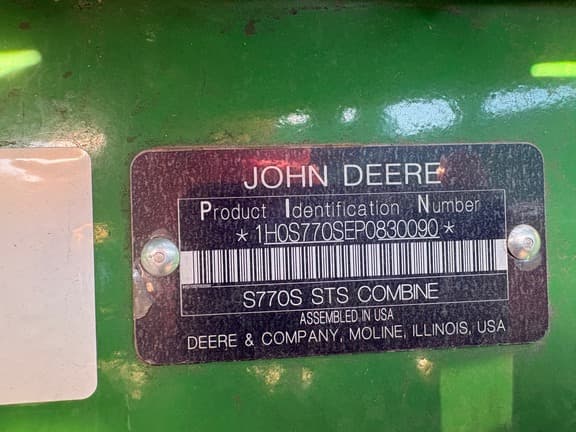 JOHN DEERE
Product Identification Number
*1H0S770SEP0830090*
S770S STS COMBINE
ASSEMBLED IN USA
DEERE & COMPANY, MOLINE, ILLINOIS, USA